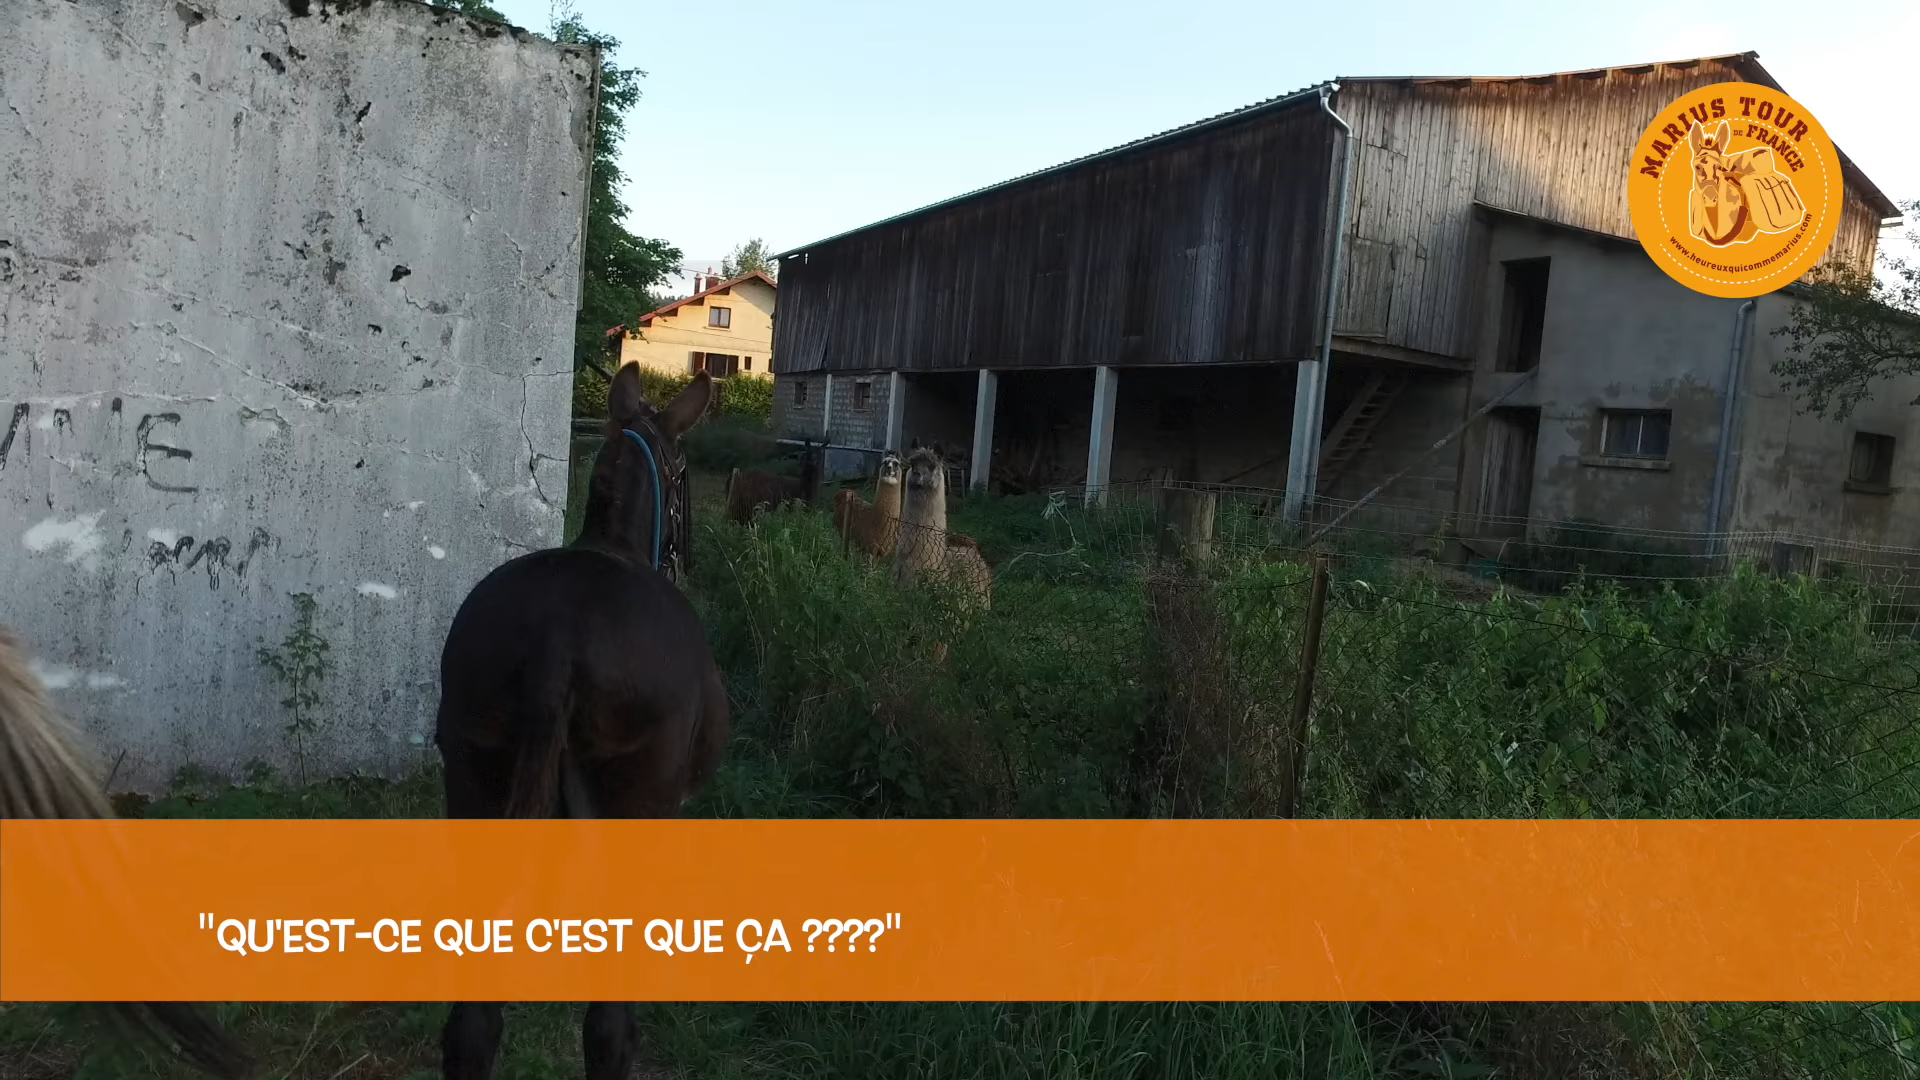 MARIUS TOUR
DE FRANCE
www.heureuxquicommemarius.com
"QU'EST-CE QUE C'EST QUE ÇA ????"